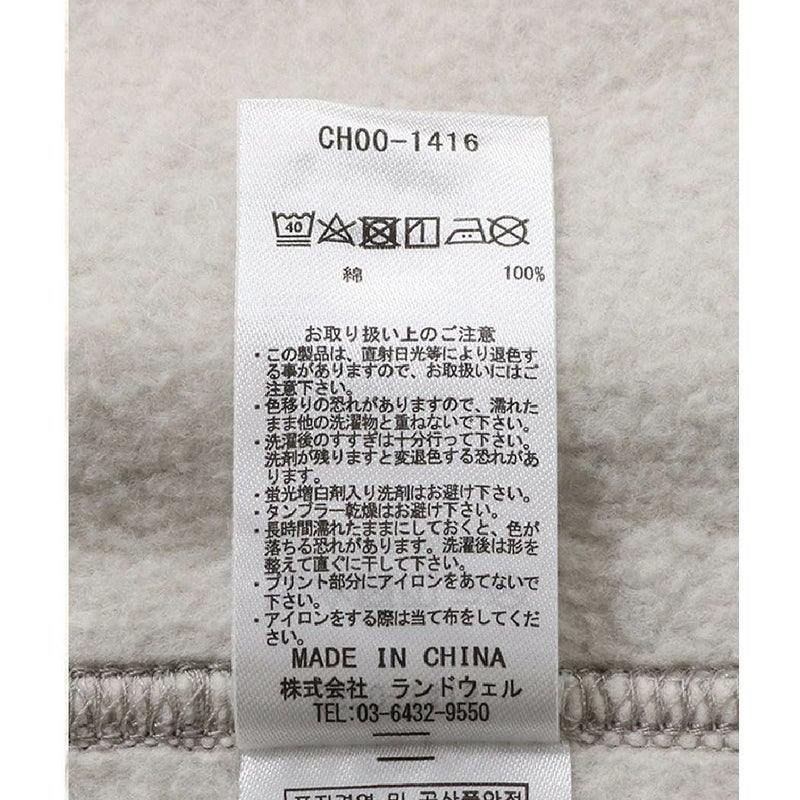 CH00-1416
40
綿 100%
お取り扱い上のご注意
・この製品は、直射日光等により退色す
る事がありますので、お取扱いにはご
注意下さい。
・色移りの恐れがありますので、濡れた
まま他の洗濯物と重ねないで下さい。
・洗濯後のすすぎは十分行って下さい。
洗剤が残りますと変退色する恐れがあ
ります。
・蛍光増白剤入り洗剤はお避け下さい。
・タンブラー乾燥はお避け下さい。
・長時間濡れたままにしておくと、色が
落ちる恐れがあります。洗濯後は形を
整えて直ぐに干して下さい。
・プリント部分にアイロンをあてないで
下さい。
・アイロンをする際は当て布をしてくだ
さい。
MADE IN CHINA
株式会社 ランドウェル
TEL:03-6432-9550